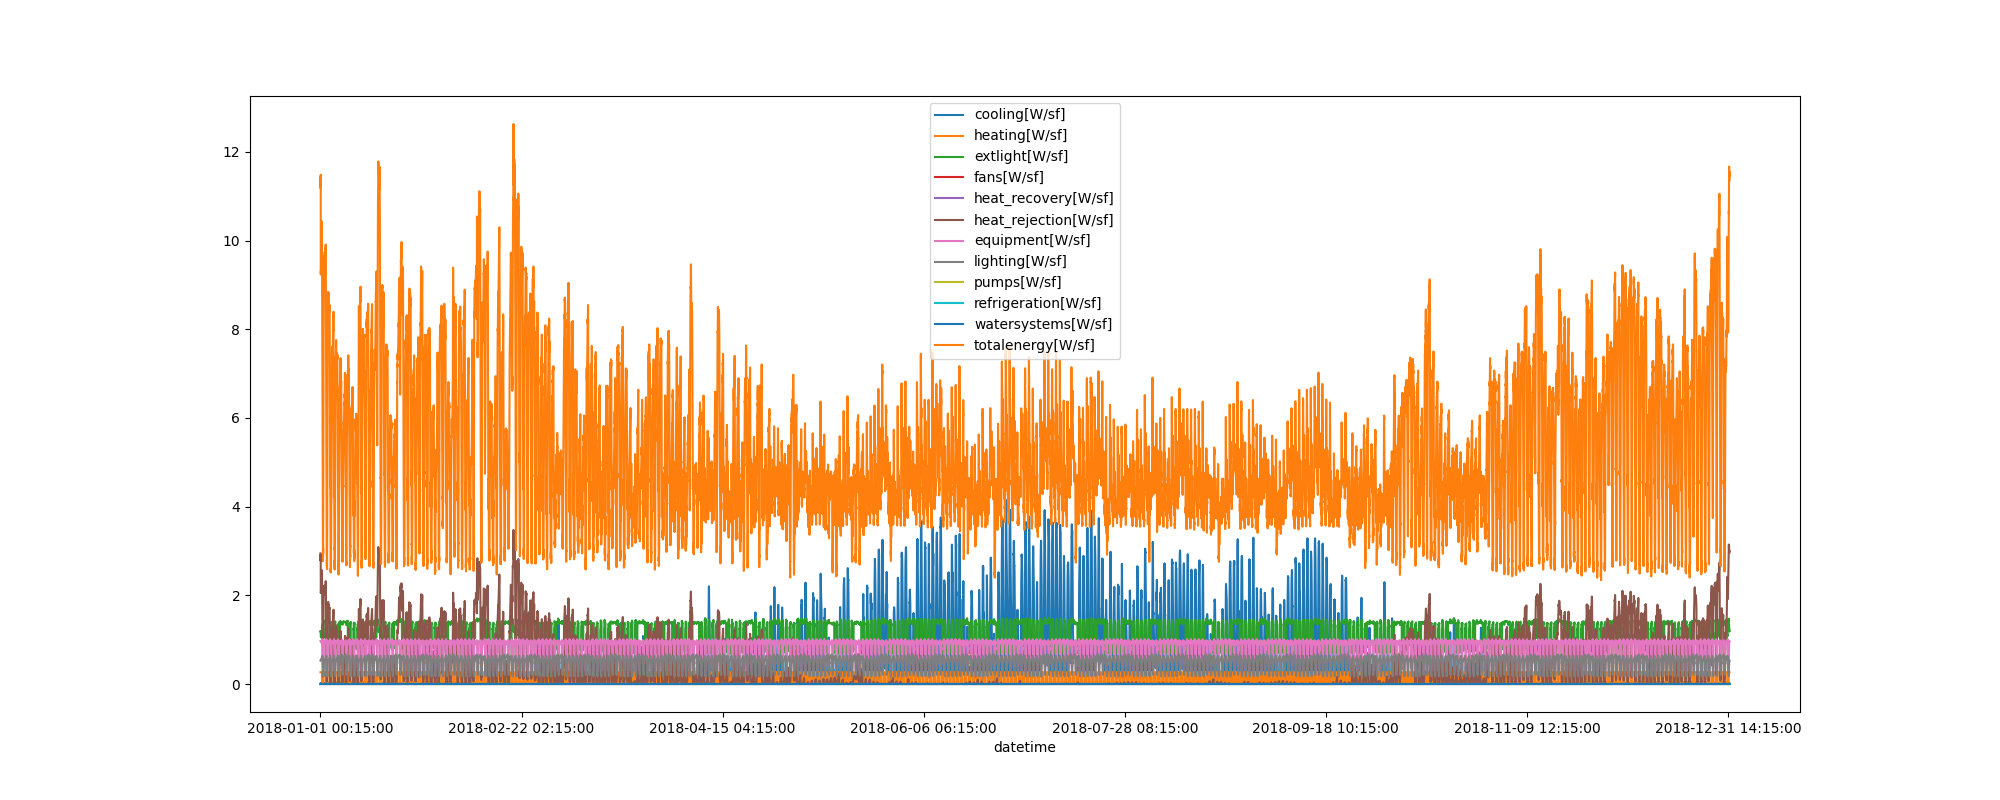 cooling[W/sf]
heating[W/sf]
extlight[W/sf]
fans[W/sf]
heat_recovery[W/sf]
heat_rejection[W/sf]
equipment[W/sf]
lighting[W/sf]
pumps[W/sf]
refrigeration[W/sf]
watersystems[W/sf]
totalenergy[W/sf]
12
10
8
6
4
2
0
2018-01-01 00:15:00 2018-02-22 02:15:00 2018-04-15 04:15:00 2018-06-06 06:15:00 2018-07-28 08:15:00 2018-09-18 10:15:00 2018-11-09 12:15:00 2018-12-31 14:15:00
datetime